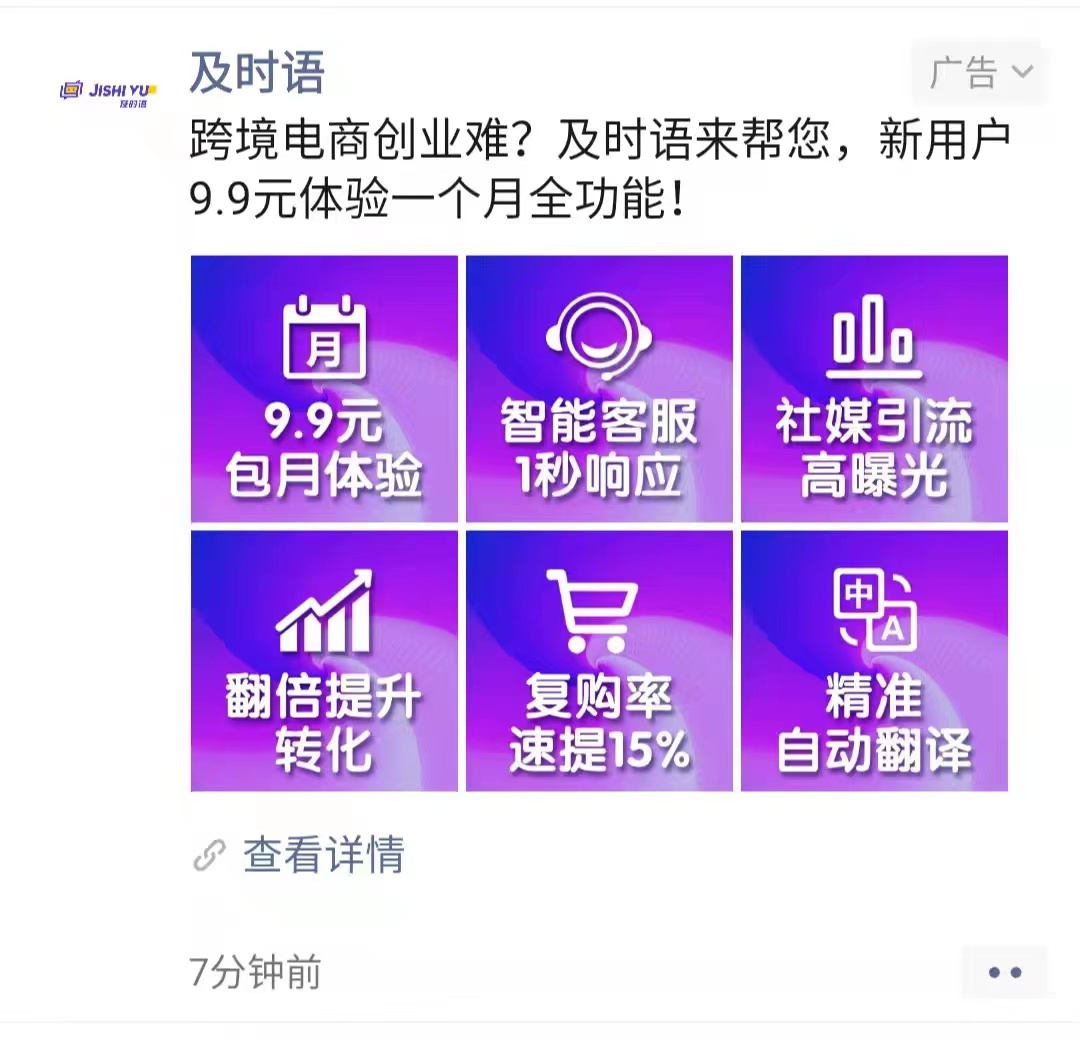 及时语
广告
JISHI YU
及时语
跨境电商创业难？及时语来帮您，新用户
9.9元体验一个月全功能！
月
9.9元
包月体验
智能客服
1秒响应
社媒引流
高曝光
翻倍提升
转化
复购率
速提15%
中
A
精准
自动翻译
查看详情
7分钟前